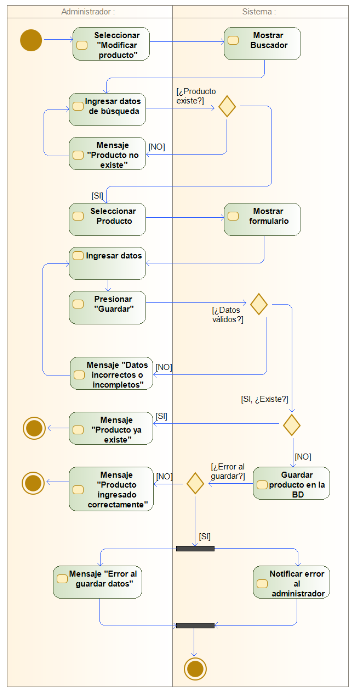 Administrador :
Sistema :
Seleccionar
"Modificar
producto"
Mostrar
Buscador
Ingresar datos
de búsqueda
[¿Producto
existe?]
Mensaje
"Producto no
existe"
[NO]
[SI]
Seleccionar
Producto
Mostrar
formulario
Ingresar datos
Presionar
"Guardar"
[¿Datos
válidos?]
Mensaje "Datos
incorrectos o
incompletos"
[NO]
[SI, ¿Existe?]
Mensaje
"Producto ya
existe"
[SI]
[NO]
[¿Error al
guardar?]
Mensaje
"Producto
ingresado
correctamente"
[NO]
Guardar
producto en la
BD
[SI]
Mensaje "Error al
guardar datos"
Notificar error
al
administrador